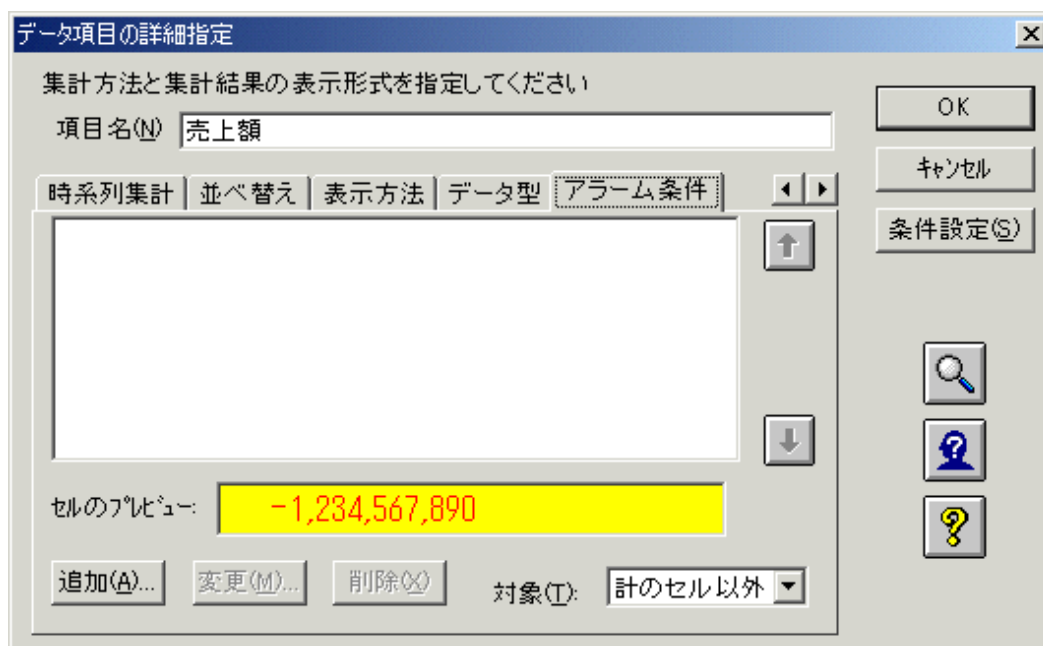 データ項目の詳細指定
集計方法と集計結果の表示形式を指定してください
項目名(N) 売上額
OK
キャンセル
条件設定(S)
時系列集計 並べ替え 表示方法 データ型 アラーム条件
セルのプレビュー: -1,234,567,890
追加(A)... 変更(M)... 削除(X) 対象(T): 計のセル以外